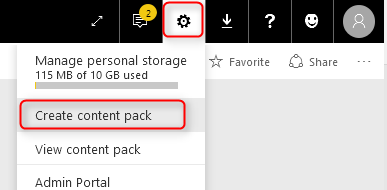 2
Manage personal storage
115 MB of 10 GB used
Favorite Share
Create content pack
View content pack
Admin Portal